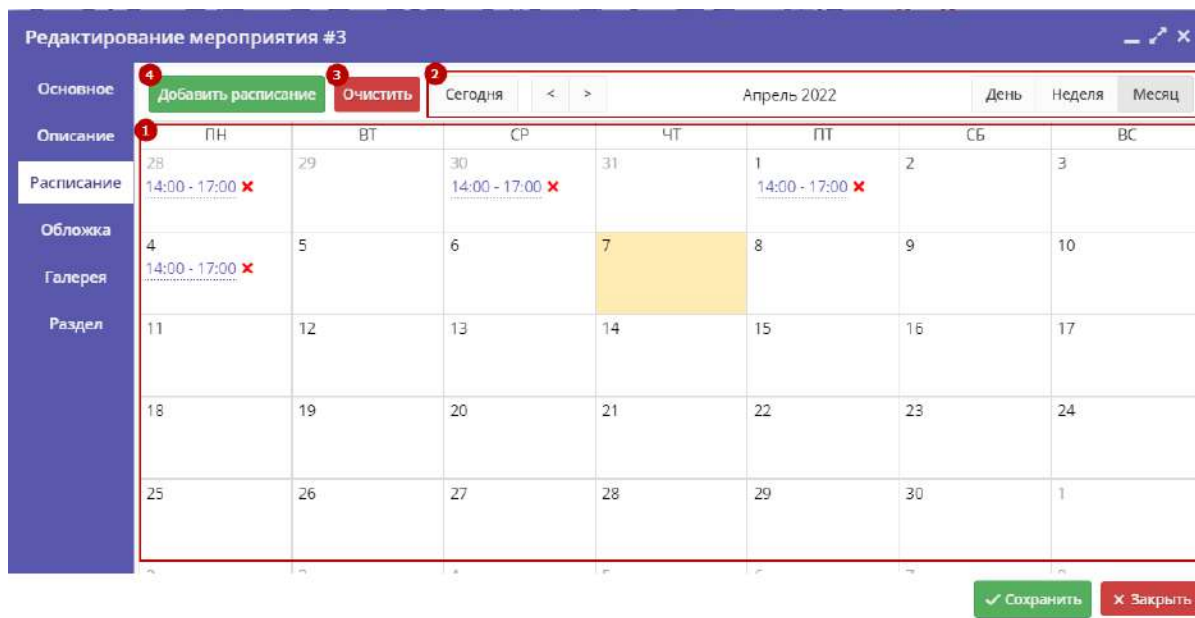 Редактирование мероприятия #3
Основное
Описание
Расписание
Обложка
Галерея
Раздел
4 Добавить расписание 3 Очистить 2 Сегодня < > Апрель 2022 День Неделя Месяц
1 ПН ВТ СР ЧТ ПТ СБ ВС
28 29 30 31 1 2 3
14:00 - 17:00 14:00 - 17:00 14:00 - 17:00
4 5 6 7 8 9 10
14:00 - 17:00
11 12 13 14 15 16 17
18 19 20 21 22 23 24
25 26 27 28 29 30 1
Сохранить Закрыть